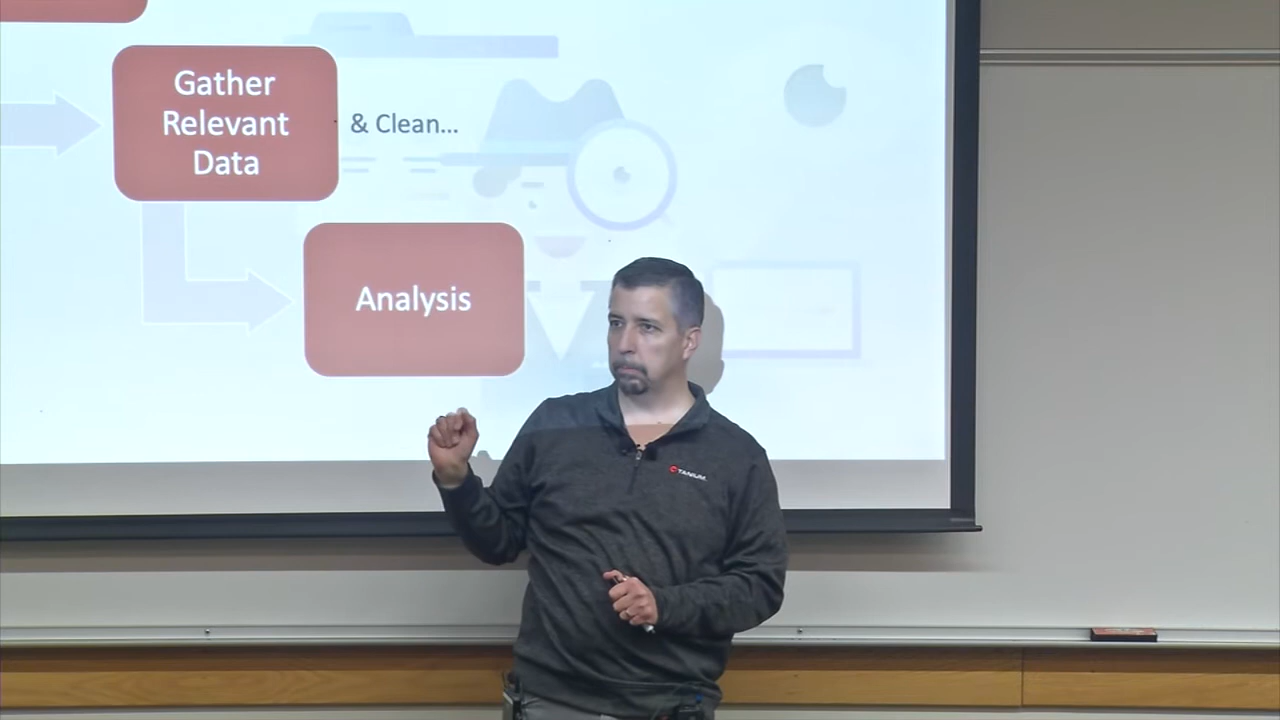 Gather
Relevant
Data
& Clean...
Analysis
TANIUM